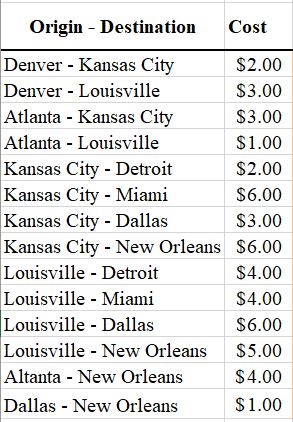 Origin - Destination Cost
Denver - Kansas City $2.00
Denver - Louisville $3.00
Atlanta - Kansas City $3.00
Atlanta - Louisville $1.00
Kansas City - Detroit $2.00
Kansas City - Miami $6.00
Kansas City - Dallas $3.00
Kansas City - New Orleans $6.00
Louisville - Detroit $4.00
Louisville - Miami $4.00
Louisville - Dallas $6.00
Louisville - New Orleans $5.00
Altanta - New Orleans $4.00
Dallas - New Orleans $1.00